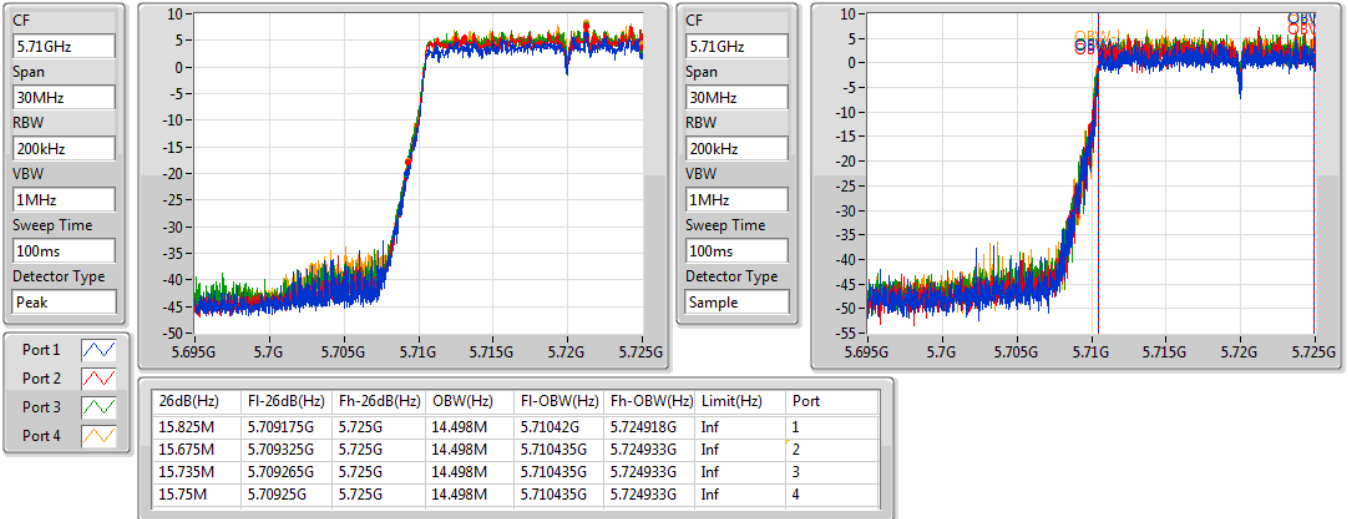 CF
5.71GHz
Span
30MHz
RBW
200kHz
VBW
1MHz
Sweep Time
100ms
Detector Type
Peak
10
5
0
-5
-10
-15
-20
-25
-30
-35
-40
-45
-50
5.695G 5.7G 5.705G 5.71G 5.715G 5.72G 5.725G
CF
5.71GHz
Span
30MHz
RBW
200kHz
VBW
1MHz
Sweep Time
100ms
Detector Type
Sample
10
5
0
-5
-10
-15
-20
-25
-30
-35
-40
-45
-50
-55
5.695G 5.7G 5.705G 5.71G 5.715G 5.72G 5.725G
Port 1
Port 2
Port 3
Port 4
26dB(Hz) Fl-26dB(Hz) Fh-26dB(Hz) OBW(Hz) Fl-OBW(Hz) Fh-OBW(Hz) Limit(Hz) Port
15.825M 5.709175G 5.725G 14.498M 5.71042G 5.724918G Inf 1
15.675M 5.709325G 5.725G 14.498M 5.710435G 5.724933G Inf 2
15.735M 5.709265G 5.725G 14.498M 5.710435G 5.724933G Inf 3
15.75M 5.70925G 5.725G 14.498M 5.710435G 5.724933G Inf 4